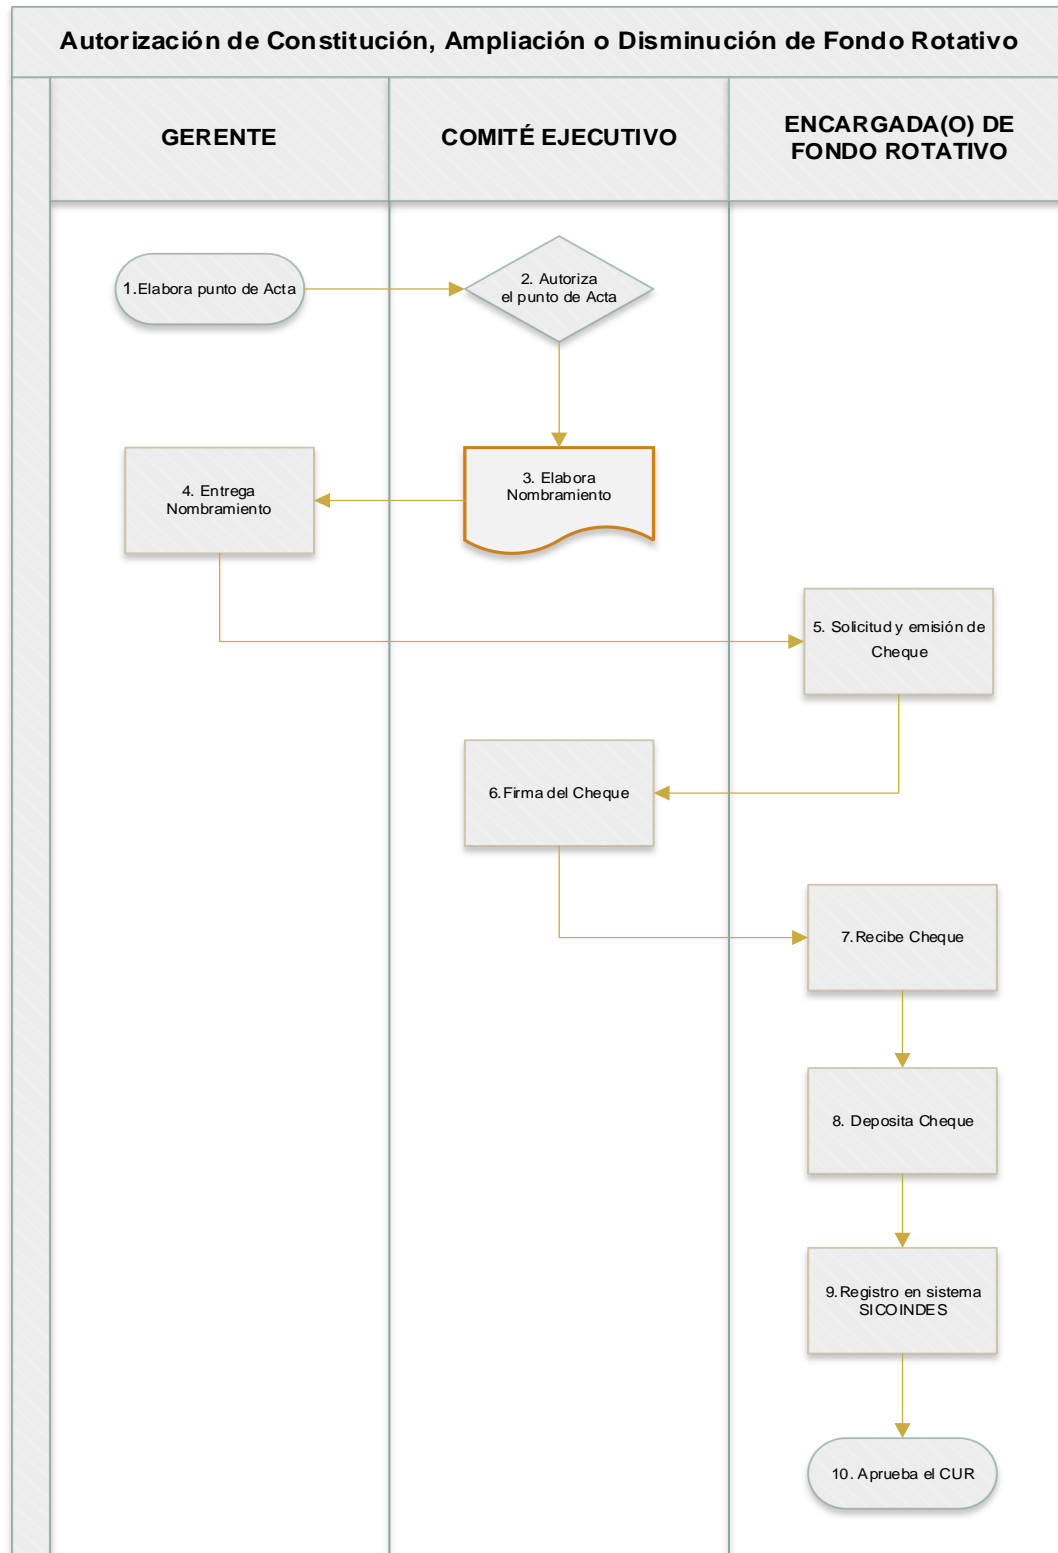 Autorización de Constitución, Ampliación o Disminución de Fondo Rotativo
GERENTE
COMITÉ EJECUTIVO
ENCARGADA(O) DE
FONDO ROTATIVO
1.Elabora punto de Acta
2. Autoriza
el punto de Acta
3. Elabora
Nombramiento
4. Entrega
Nombramiento
5. Solicitud y emisión de
Cheque
6.Firma del Cheque
7.Recibe Cheque
8. Deposita Cheque
9.Registro en sistema
SICOINDES
10. Aprueba el CUR